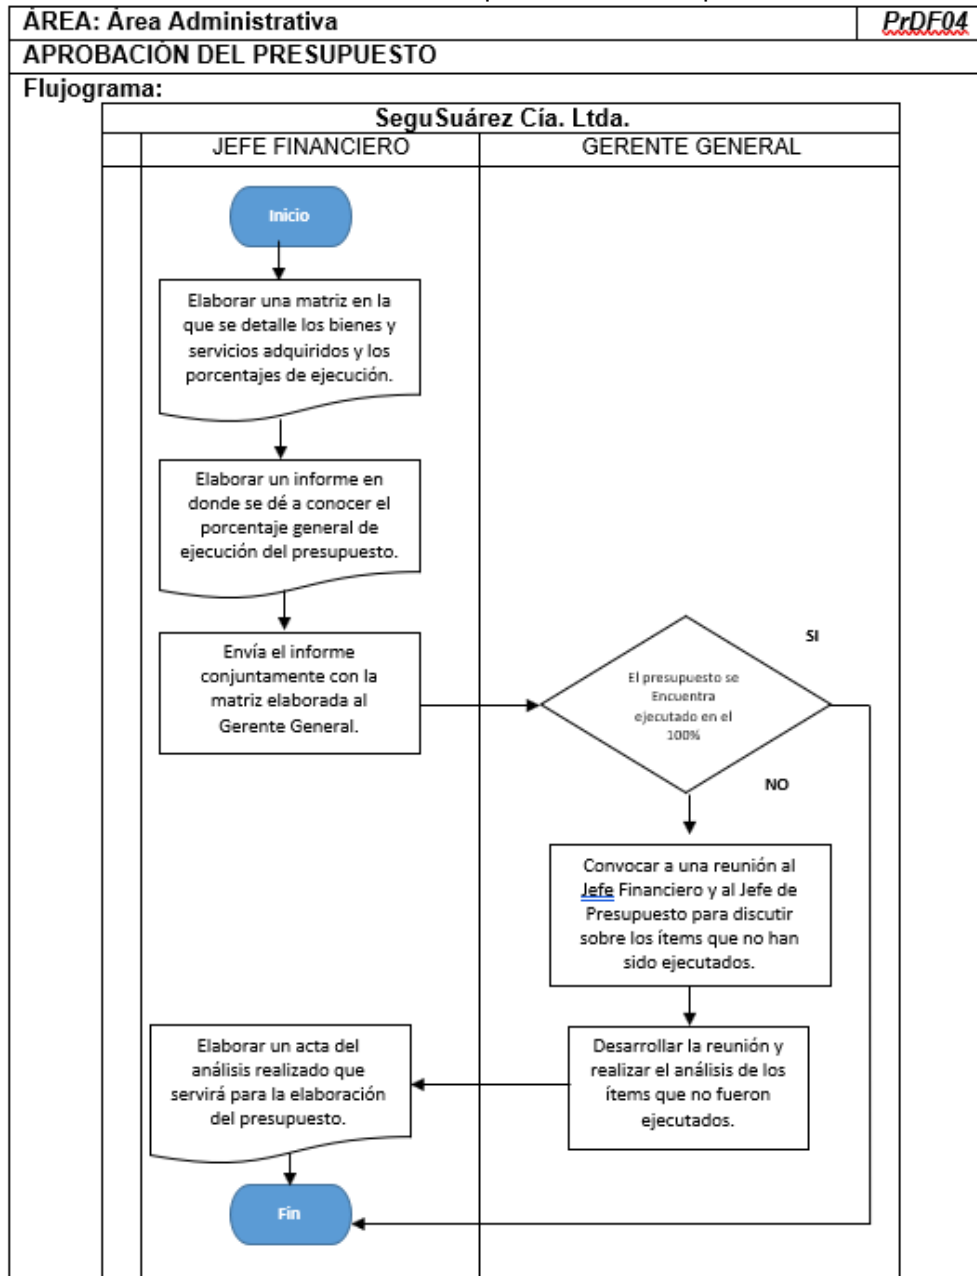 ÁREA: Área Administrativa
PrDF04
APROBACIÓN DEL PRESUPUESTO
Flujograma:
SeguSuárez Cía. Ltda.
JEFE FINANCIERO
GERENTE GENERAL
Inicio
Elaborar una matriz en la
que se detalle los bienes y
servicios adquiridos y los
porcentajes de ejecución.
Elaborar un informe en
donde se dé a conocer el
porcentaje general de
ejecución del presupuesto.
Envía el informe
conjuntamente con la
matriz elaborada al
Gerente General.
SI
El presupuesto se
Encuentra
ejecutado en el
100%
NO
Convocar a una reunión al
Jefe Financiero y al Jefe de
Presupuesto para discutir
sobre los ítems que no han
sido ejecutados.
Desarrollar la reunión y
realizar el análisis de los
ítems que no fueron
ejecutados.
Elaborar un acta del
análisis realizado que
servirá para la elaboración
del presupuesto.
Fin